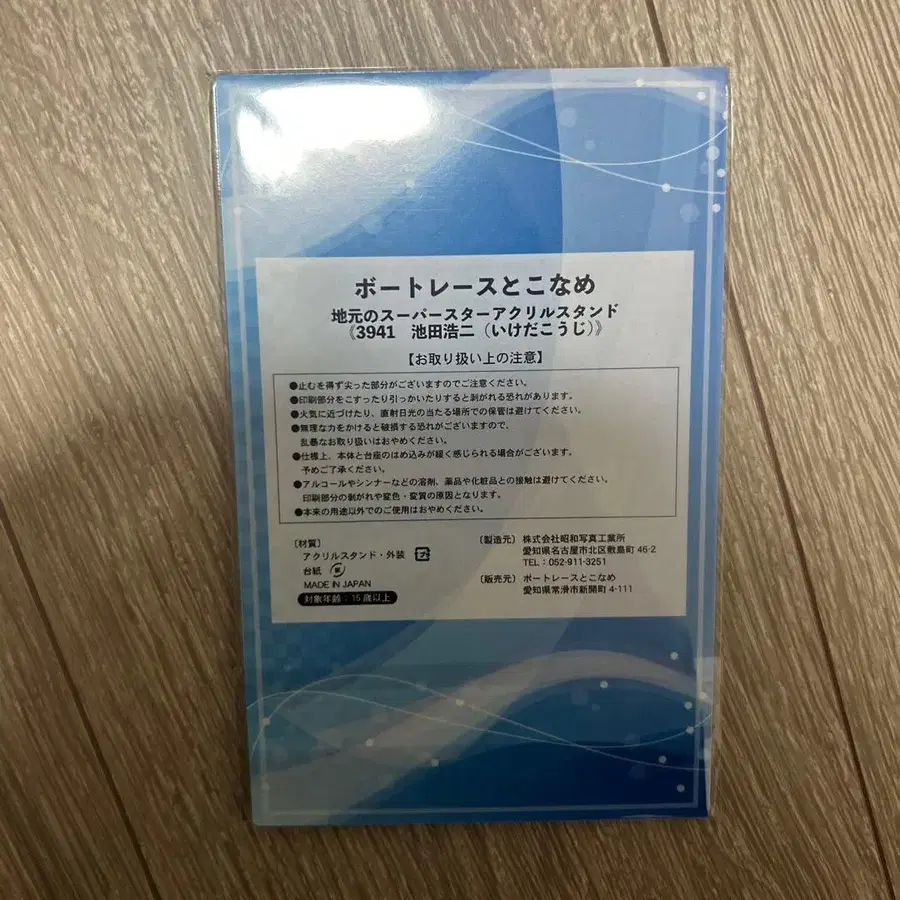 ボートレースとこなめ
地元のスーパースターアクリルスタンド
《3941 池田浩二（いけだこうじ）》
【お取り扱い上の注意】
●止むを得ず尖った部分がございますのでご注意ください。
●印刷部分をこすったり引っかいたりすると剥がれる恐れがあります。
●火気に近づけたり、直射日光の当たる場所での保管は避けてください。
●無理な力をかけると破損する恐れがございますので、
乱暴なお取り扱いはおやめください。
●仕様上、本体と台座のはめ込みが緩く感じられる場合がございます。
予めご了承ください。
●アルコールやシンナーなどの溶剤、薬品や化粧品との接触は避けてください。
印刷部分の剥がれや変色・変質の原因となります。
●本来の用途以外でのご使用はおやめください。
〔材質〕
アクリルスタンド・外装 プラ
台紙 紙
MADE IN JAPAN
対象年齢：15歳以上
〔製造元〕 株式会社昭和写真工業所
愛知県名古屋市北区敷島町 46-2
TEL：052-911-3251
〔販売元〕 ボートレースとこなめ
愛知県常滑市新開町 4-111